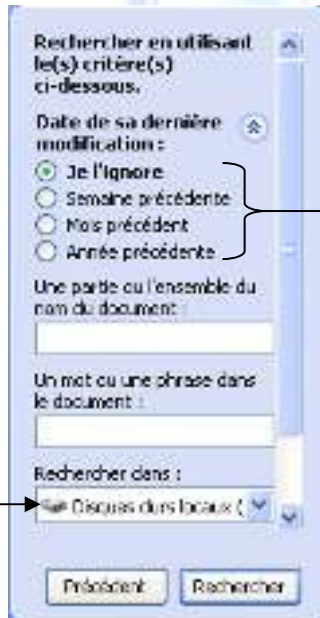 Rechercher en utilisant
le(s) critère(s)
ci-dessous.
Date de sa dernière
modification :
Je l'ignore
Semaine précédente
Mois précédent
Année précédente
Une partie ou l'ensemble du
nom du document :
Un mot ou une phrase dans
le document :
Rechercher dans :
Disques durs locaux (
Précédent
Rechercher